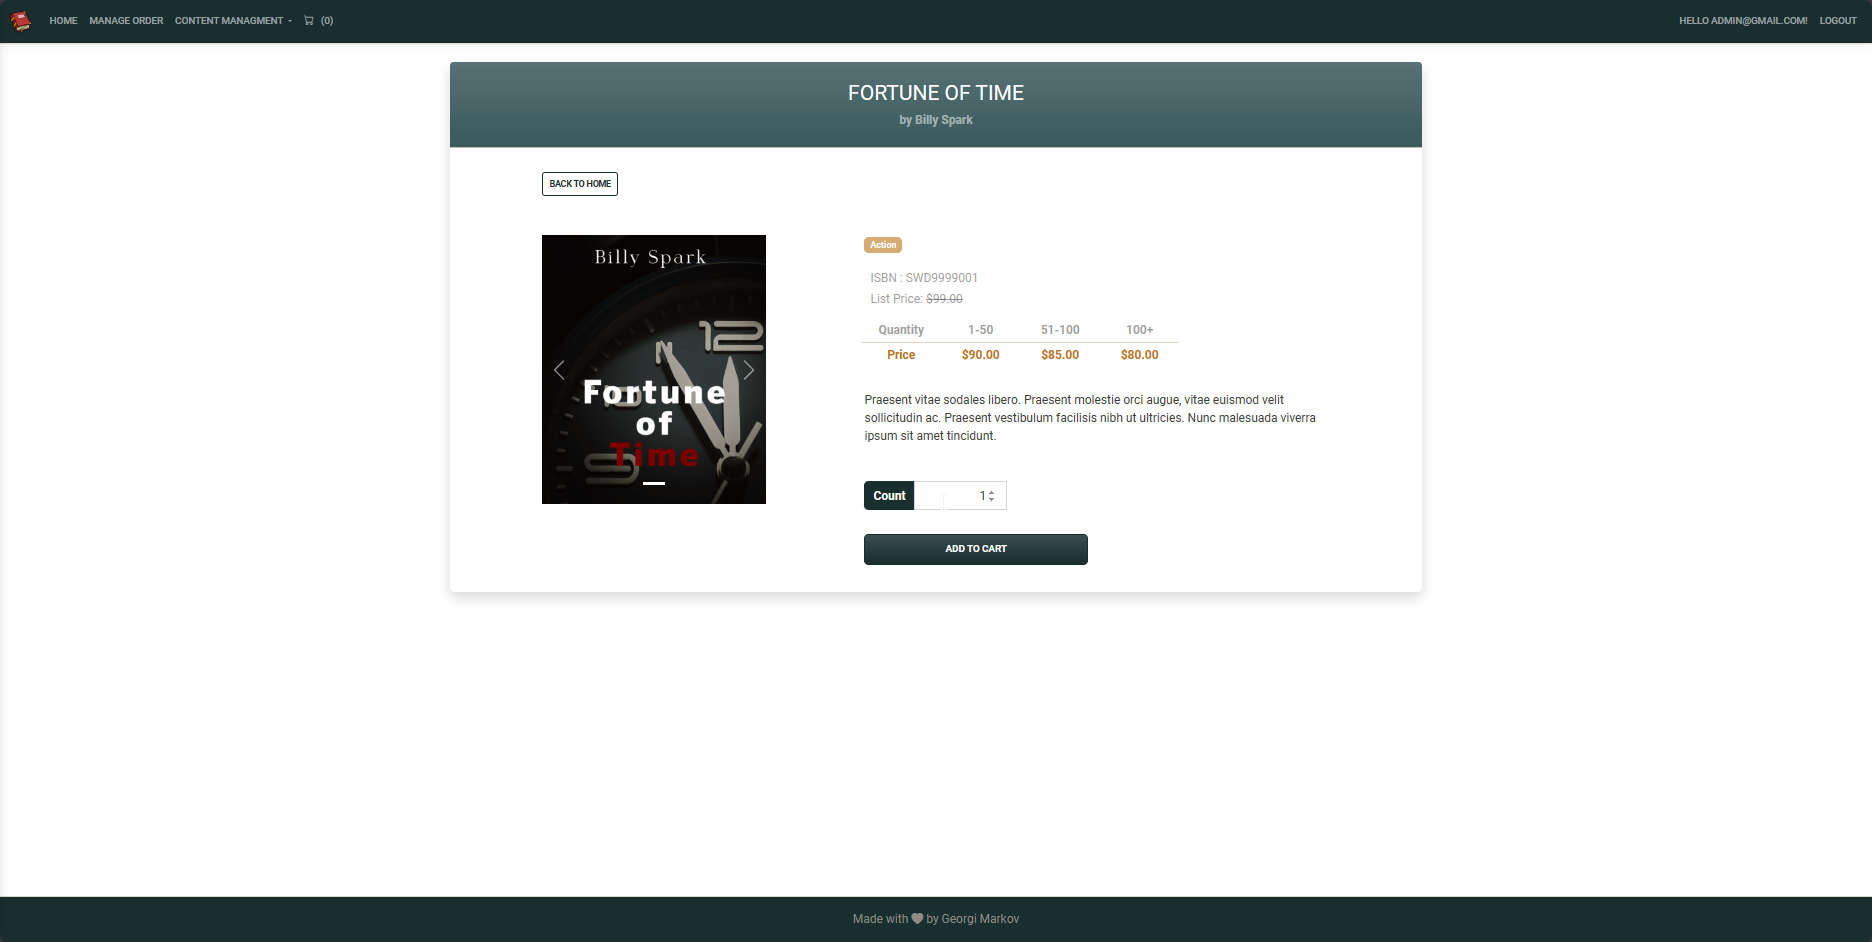 HOME MANAGE ORDER CONTENT MANAGMENT (0) HELLO ADMIN@GMAIL.COM! LOGOUT
FORTUNE OF TIME
by Billy Spark
BACK TO HOME
Billy Spark
12
Fortune
of
Time
9
Action
ISBN : SWD9999001
List Price: $99.00
Quantity 1-50 51-100 100+
Price $90.00 $85.00 $80.00
Praesent vitae sodales libero. Praesent molestie orci augue, vitae euismod velit
sollicitudin ac. Praesent vestibulum facilisis nibh ut ultricies. Nunc malesuada viverra
ipsum sit amet tincidunt.
Count 1
ADD TO CART
Made with by Georgi Markov